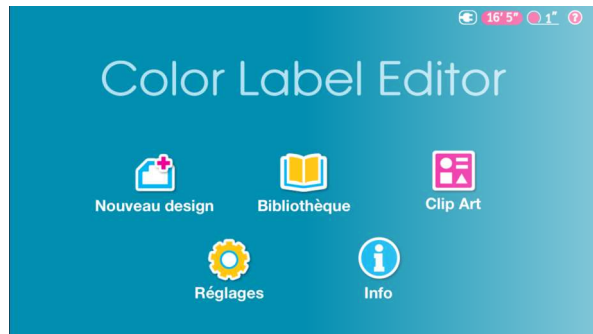 16' 5" 1" ?
Color Label Editor
Nouveau design
Bibliothèque
Clip Art
Réglages
Info